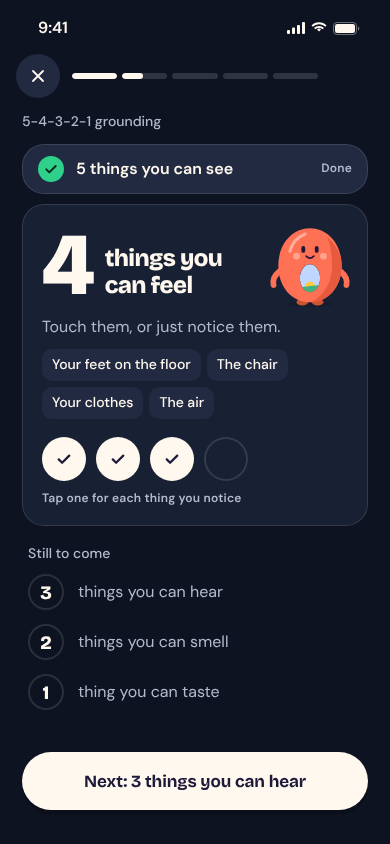 9:41
5-4-3-2-1 grounding
5 things you can see
Done
4 things you
can feel
Touch them, or just notice them.
Your feet on the floor
The chair
Your clothes
The air
Tap one for each thing you notice
Still to come
3 things you can hear
2 things you can smell
1 thing you can taste
Next: 3 things you can hear